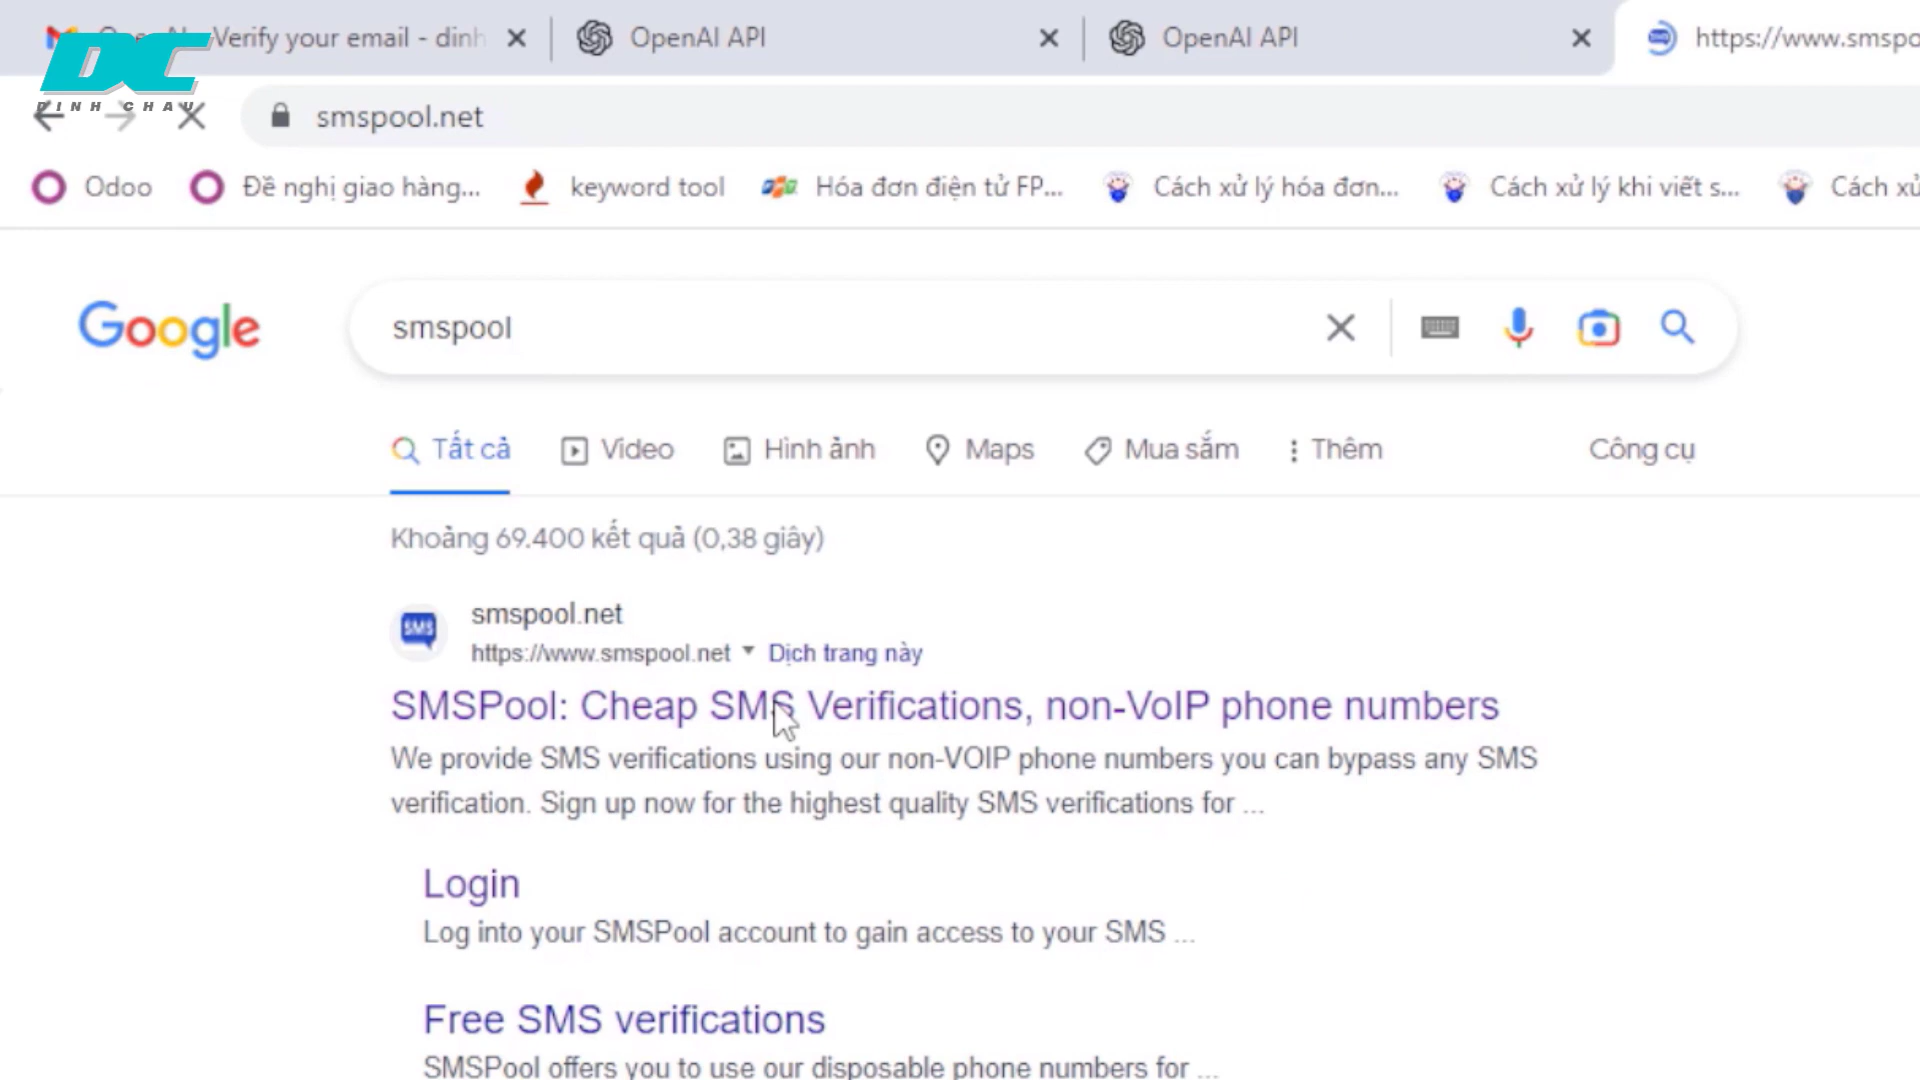 Verify your email - dinh
OpenAI API
OpenAI API
https://www.smspo
DC
DINH CHAU
smspool.net
Odoo
Đề nghị giao hàng...
keyword tool
Hóa đơn điện tử FP...
Cách xử lý hóa đơn...
Cách xử lý khi viết s...
Cách xử
Google
smspool
Tất cả
Video
Hình ảnh
Maps
Mua sắm
Thêm
Công cụ
Khoảng 69.400 kết quả (0,38 giây)
SMS
smspool.net
https://www.smspool.net
Dịch trang này
SMSPool: Cheap SMS Verifications, non-VoIP phone numbers
We provide SMS verifications using our non-VOIP phone numbers you can bypass any SMS
verification. Sign up now for the highest quality SMS verifications for ...
Login
Log into your SMSPool account to gain access to your SMS ...
Free SMS verifications
SMSPool offers you to use our disposable phone numbers for ...